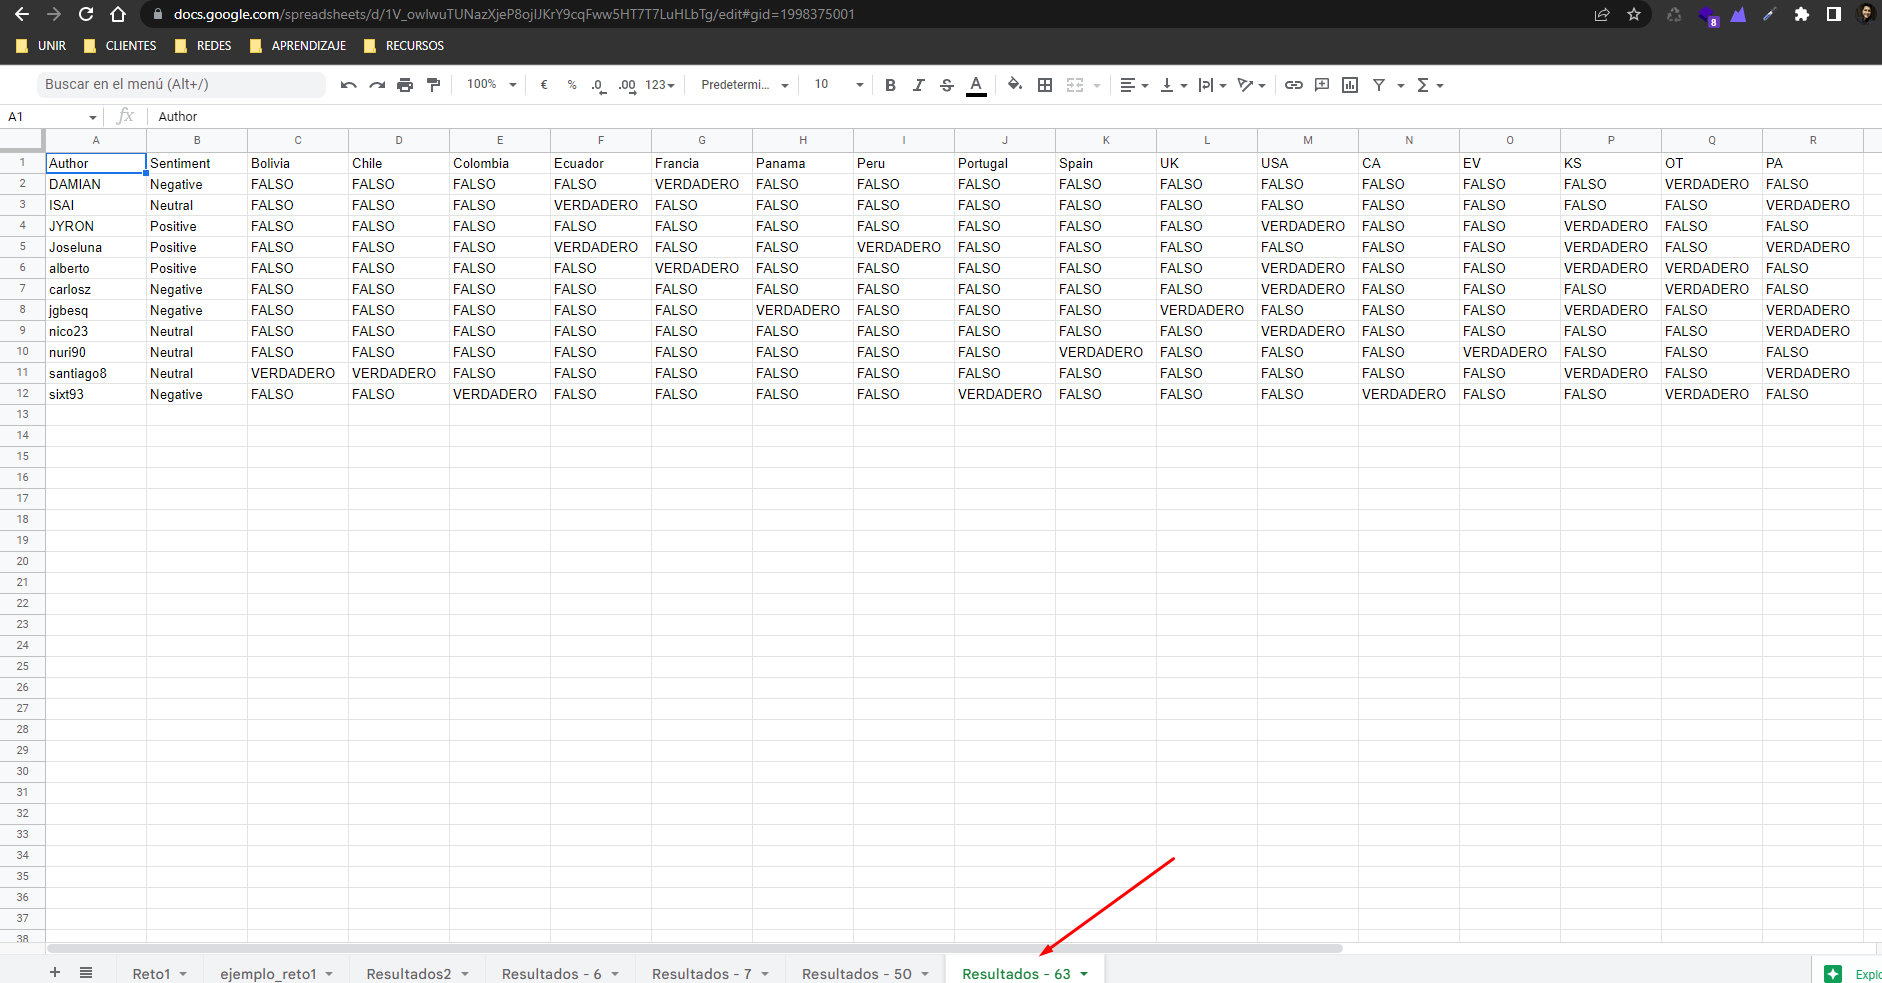 docs.google.com/spreadsheets/d/1V_owlwuTUNazXjeP8ojIJKrY9cqFww5HT7T7LuHLbTg/edit#gid=1998375001
8
UNIR CLIENTES REDES APRENDIZAJE RECURSOS
Buscar en el menú (Alt+/) 100% € % .0 .00 123 Predetermi... 10 B I S A Σ
A1 fx Author
A B C D E F G H I J K L M N O P Q R
1 Author Sentiment Bolivia Chile Colombia Ecuador Francia Panama Peru Portugal Spain UK USA CA EV KS OT PA
2 DAMIAN Negative FALSO FALSO FALSO FALSO VERDADERO FALSO FALSO FALSO FALSO FALSO FALSO FALSO FALSO FALSO VERDADERO FALSO
3 ISAI Neutral FALSO FALSO FALSO VERDADERO FALSO FALSO FALSO FALSO FALSO FALSO FALSO FALSO FALSO FALSO FALSO VERDADERO
4 JYRON Positive FALSO FALSO FALSO FALSO FALSO FALSO FALSO FALSO FALSO FALSO VERDADERO FALSO FALSO VERDADERO FALSO FALSO
5 Joseluna Positive FALSO FALSO FALSO VERDADERO FALSO FALSO VERDADERO FALSO FALSO FALSO FALSO FALSO FALSO VERDADERO FALSO VERDADERO
6 alberto Positive FALSO FALSO FALSO FALSO VERDADERO FALSO FALSO FALSO FALSO FALSO VERDADERO FALSO FALSO VERDADERO VERDADERO FALSO
7 carlosz Negative FALSO FALSO FALSO FALSO FALSO FALSO FALSO FALSO FALSO FALSO VERDADERO FALSO FALSO FALSO VERDADERO FALSO
8 jgbesq Negative FALSO FALSO FALSO FALSO FALSO VERDADERO FALSO FALSO FALSO VERDADERO FALSO FALSO FALSO VERDADERO FALSO VERDADERO
9 nico23 Neutral FALSO FALSO FALSO FALSO FALSO FALSO FALSO FALSO FALSO FALSO VERDADERO FALSO FALSO FALSO FALSO VERDADERO
10 nuri90 Neutral FALSO FALSO FALSO FALSO FALSO FALSO FALSO FALSO VERDADERO FALSO FALSO FALSO VERDADERO FALSO FALSO FALSO
11 santiago8 Neutral VERDADERO VERDADERO FALSO FALSO FALSO FALSO FALSO FALSO FALSO FALSO FALSO FALSO FALSO VERDADERO FALSO VERDADERO
12 sixt93 Negative FALSO FALSO VERDADERO FALSO FALSO FALSO FALSO VERDADERO FALSO FALSO FALSO VERDADERO FALSO FALSO VERDADERO FALSO
13
14
15
16
17
18
19
20
21
22
23
24
25
26
27
28
29
30
31
32
33
34
35
36
37
38
Reto1 ejemplo_reto1 Resultados2 Resultados - 6 Resultados - 7 Resultados - 50 Resultados - 63 Explo